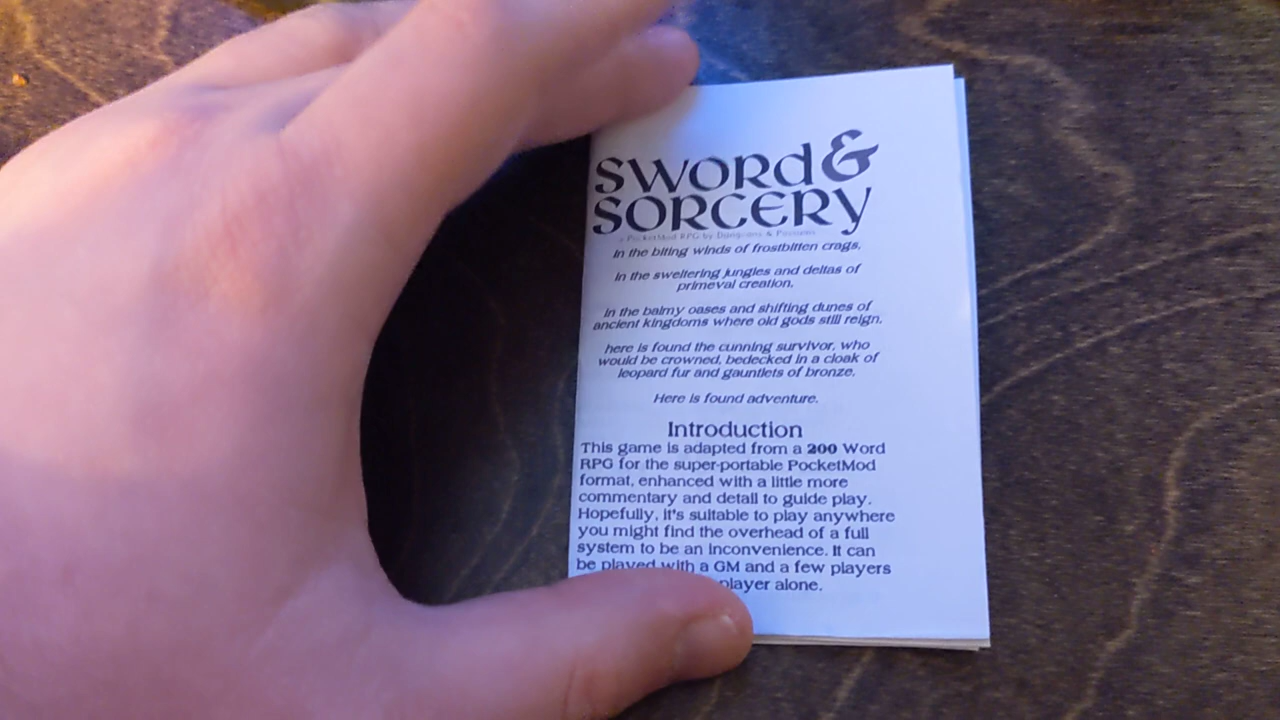 SWORD &
SORCERY
a PocketMod RPG by Dungeons & Possums
In the biting winds of frostbitten crags,
in the sweltering jungles and deltas of
primeval creation,
in the balmy oases and shifting dunes of
ancient kingdoms where old gods still reign,
here is found the cunning survivor, who
would be crowned, bedecked in a cloak of
leopard fur and gauntlets of bronze.
Here is found adventure.
Introduction
This game is adapted from a 200 Word
RPG for the super-portable PocketMod
format, enhanced with a little more
commentary and detail to guide play.
Hopefully, it's suitable to play anywhere
you might find the overhead of a full
system to be an inconvenience. It can
be played with a GM and a few players
player alone.